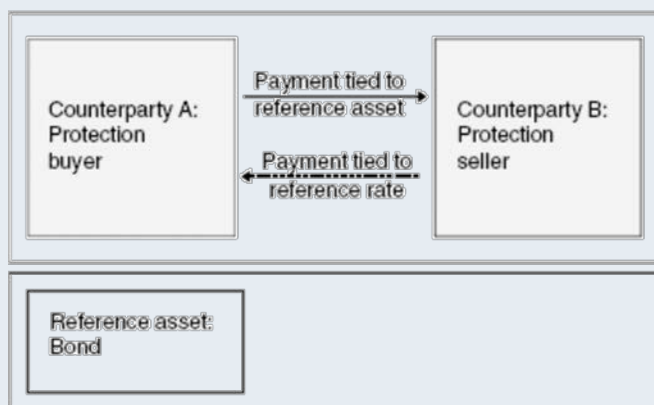 Counterparty A:
Protection
buyer
Payment tied to
reference asset
Payment tied to
reference rate
Counterparty B:
Protection
seller
Reference asset:
Bond